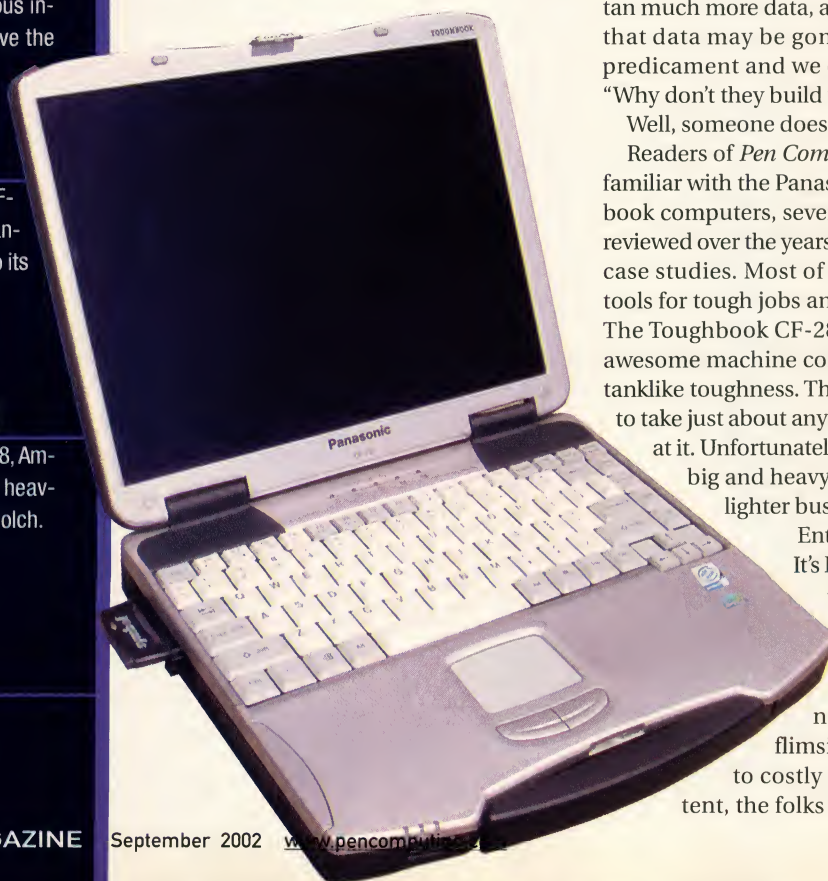 ous in-
ve the
F-
n-
o its
8, Am-
heav-
olch.
TOUGHBOOK
Panasonic
tan much more data, a
that data may be gon
predicament and we
“Why don’t they build
Well, someone does
Readers of Pen Com
familiar with the Panas
book computers, seve
reviewed over the years
case studies. Most of
tools for tough jobs an
The Toughbook CF-28
awesome machine co
tanklike toughness. Th
to take just about any
at it. Unfortunatel
big and heavy
lighter bus
Ent
It’s l
n
flimsi
to costly
tent, the folks
AZINE September 2002 www.pencomputing.com